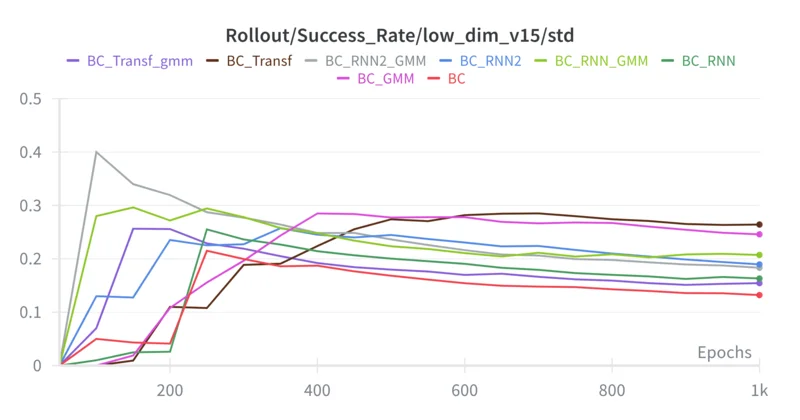 Rollout/Success_Rate/low_dim_v15/std
BC_Transf_gmm BC_Transf BC_RNN2_GMM BC_RNN2 BC_RNN_GMM BC_RNN
BC_GMM BC
0.5
0.4
0.3
0.2
0.1
0
Epochs
200 400 600 800 1k